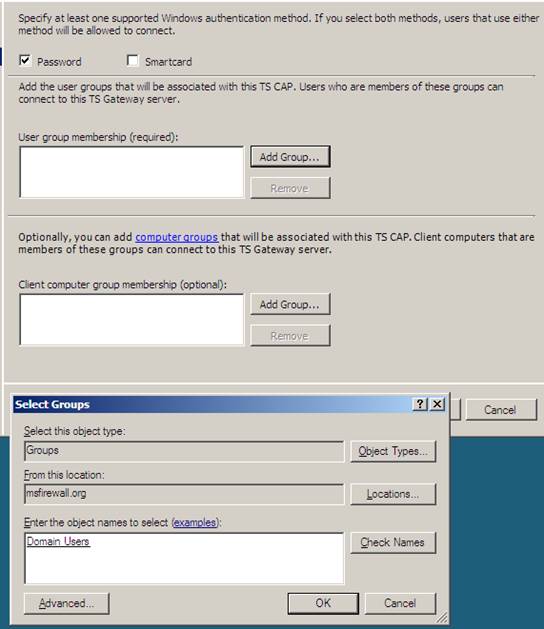 Specify at least one supported Windows authentication method. If you select both methods, users that use either
method will be allowed to connect.
Password
Smartcard
Add the user groups that will be associated with this TS CAP. Users who are members of these groups can
connect to this TS Gateway server.
User group membership (required):
Add Group...
Remove
Optionally, you can add computer groups that will be associated with this TS CAP. Client computers that are
members of these groups can connect to this TS Gateway server.
Client computer group membership (optional):
Add Group...
Remove
Cancel
Select Groups
Select this object type:
Groups
Object Types...
From this location:
msfirewall.org
Locations...
Enter the object names to select (examples):
Domain Users
Check Names
Advanced...
OK
Cancel